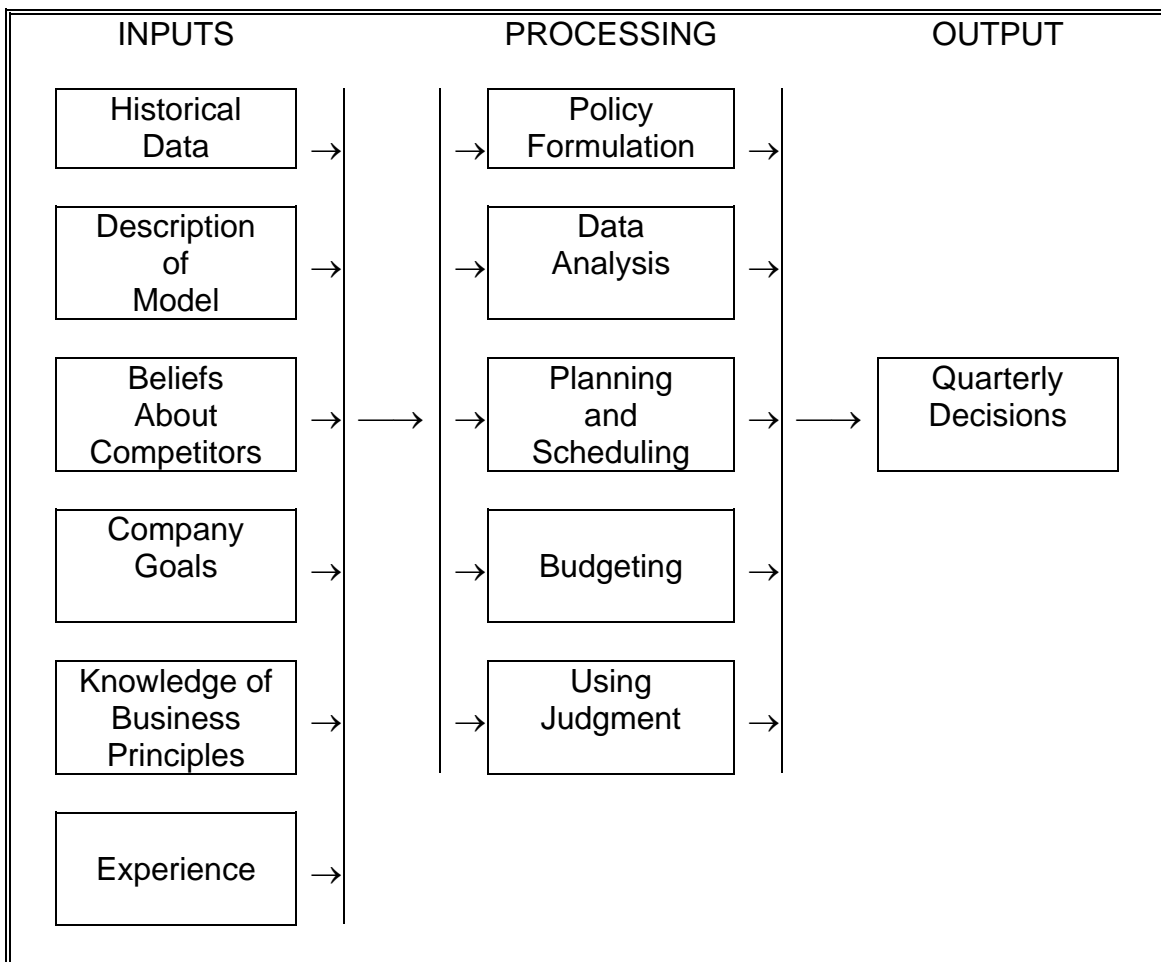 INPUTS
PROCESSING
OUTPUT
Historical
Data
→
→
Policy
Formulation
→
Description
of
Model
→
→
Data
Analysis
→
Beliefs
About
Competitors
→
→
→
Planning
and
Scheduling
→
→
Quarterly
Decisions
Company
Goals
→
→
Budgeting
→
Knowledge of
Business
Principles
→
→
Using
Judgment
→
Experience
→